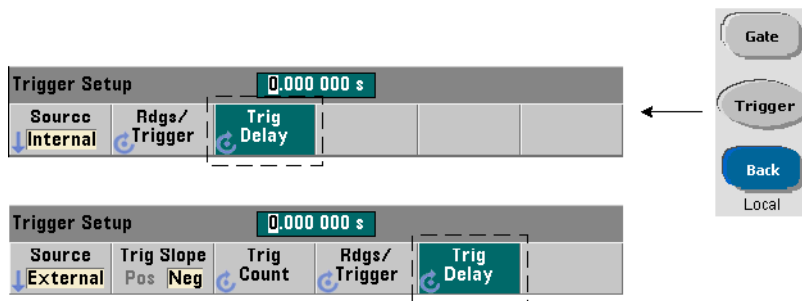 Gate
Trigger Setup 0.000 000 s
Source Rdgs/ Trig
Internal Trigger Delay
Trigger
Back
Local
Trigger Setup 0.000 000 s
Source Trig Slope Trig Rdgs/ Trig
External Pos Neg Count Trigger Delay